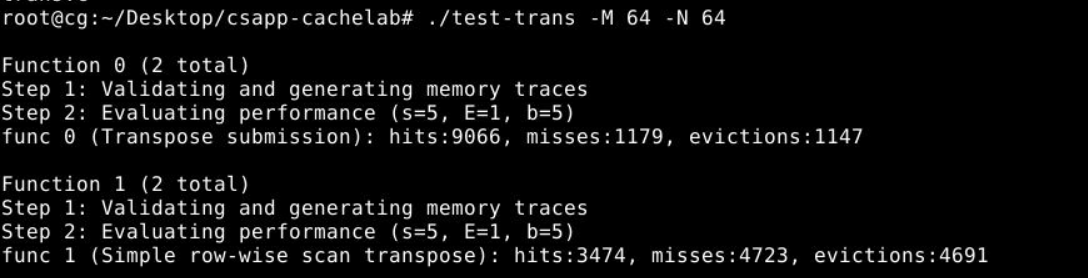 root@cg:~/Desktop/csapp-cachelab# ./test-trans -M 64 -N 64
Function 0 (2 total)
Step 1: Validating and generating memory traces
Step 2: Evaluating performance (s=5, E=1, b=5)
func 0 (Transpose submission): hits:9066, misses:1179, evictions:1147
Function 1 (2 total)
Step 1: Validating and generating memory traces
Step 2: Evaluating performance (s=5, E=1, b=5)
func 1 (Simple row-wise scan transpose): hits:3474, misses:4723, evictions:4691